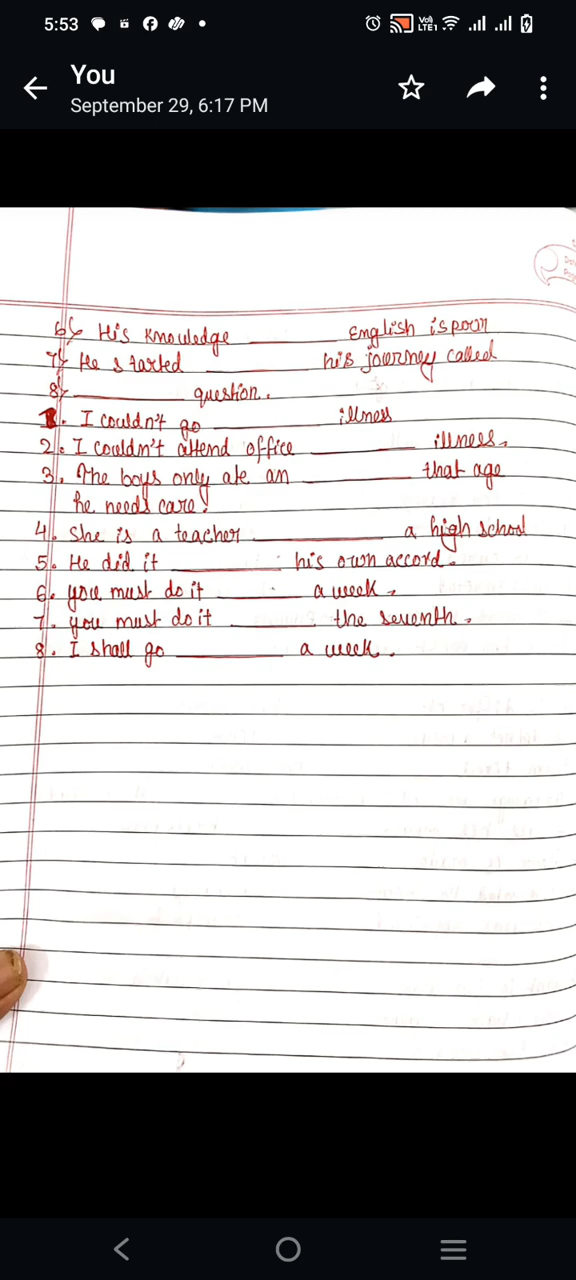 5:53
Vo)) LTE1
You
September 29, 6:17 PM
6) His knowledge ______ English is poor
7) He started ______ his journey called
8) ______ question.
1. I couldn't go ______ illness
2. I couldn't attend office ______ illness.
3. The boys only ate an ______ that age
he needs care!
4. She is a teacher ______ a high school
5. He did it ______ his own accord.
6. you must do it ______ a week.
7. you must do it ______ the seventh.
8. I shall go ______ a week.